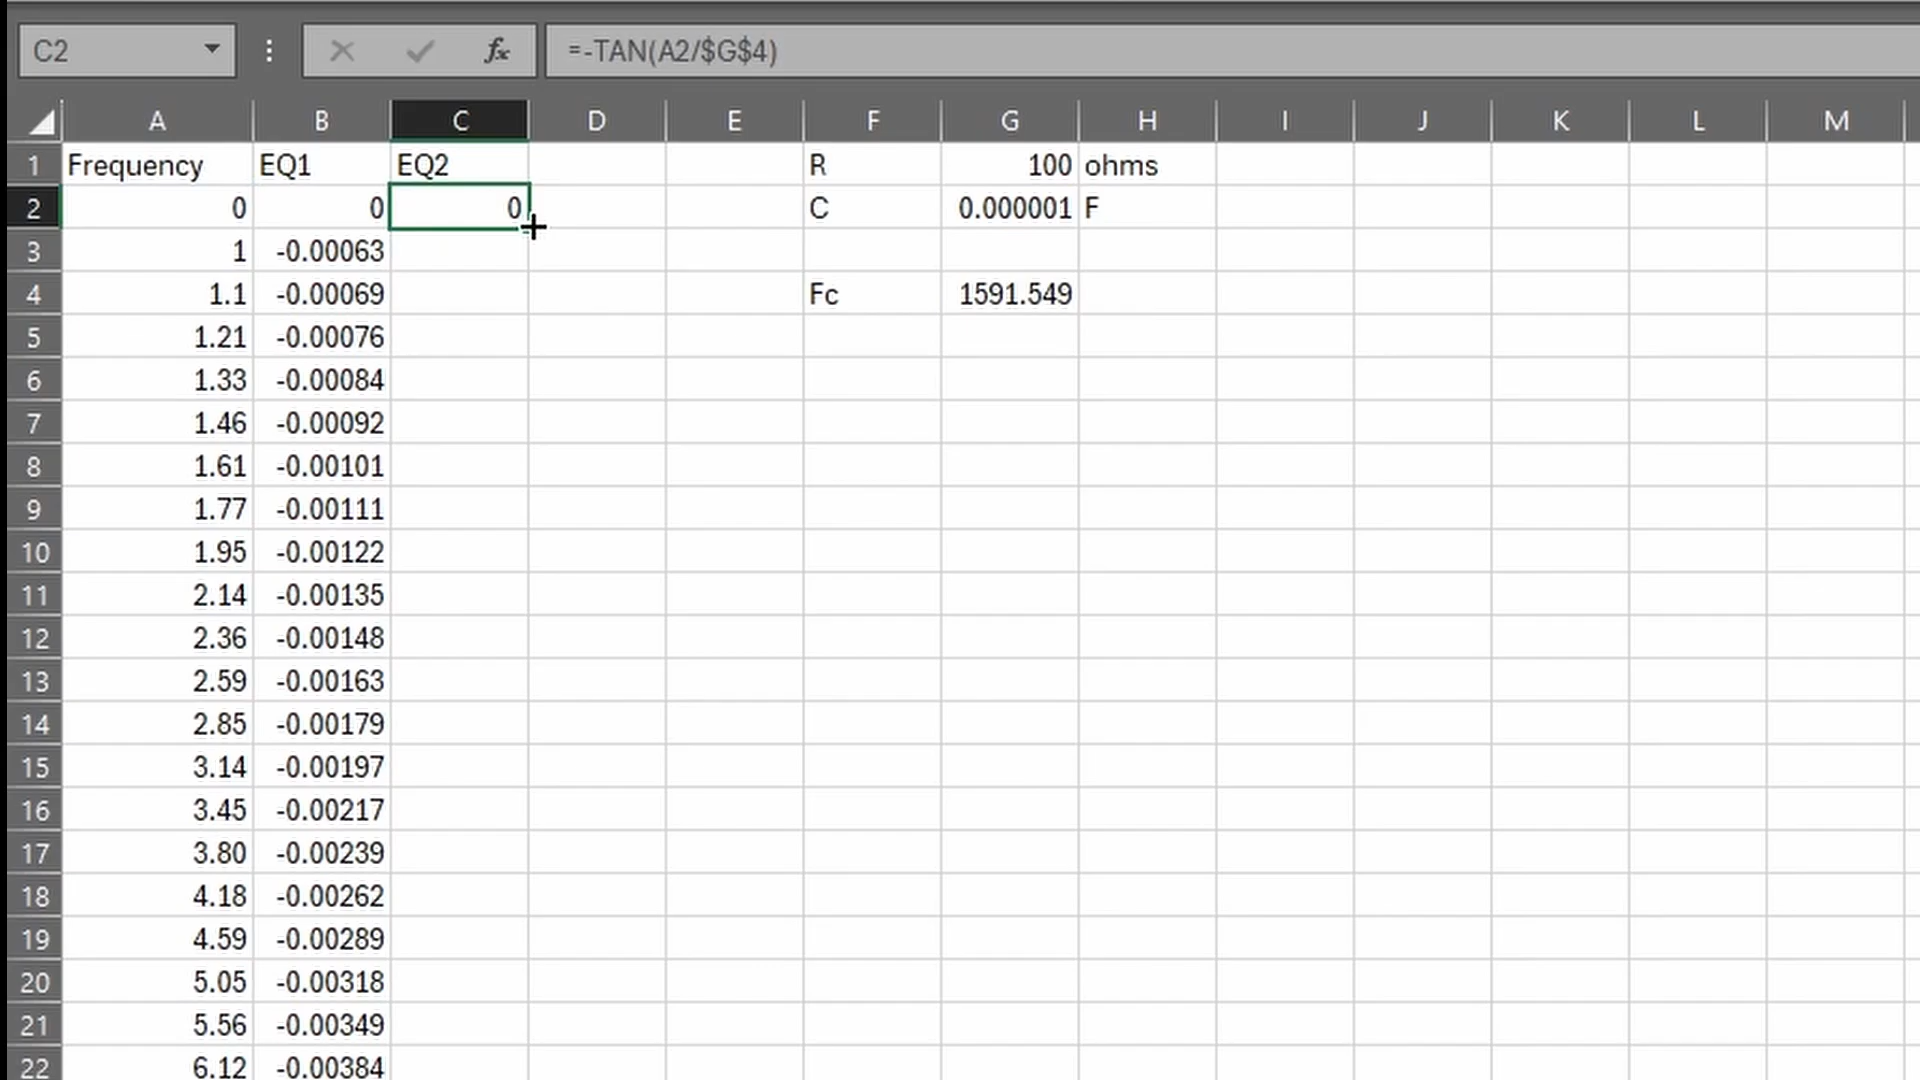 C2 fx =-TAN(A2/$G$4)
A B C D E F G H I J K L M
1 Frequency EQ1 EQ2 R 100 ohms
2 0 0 0 C 0.000001 F
3 1 -0.00063
4 1.1 -0.00069 Fc 1591.549
5 1.21 -0.00076
6 1.33 -0.00084
7 1.46 -0.00092
8 1.61 -0.00101
9 1.77 -0.00111
10 1.95 -0.00122
11 2.14 -0.00135
12 2.36 -0.00148
13 2.59 -0.00163
14 2.85 -0.00179
15 3.14 -0.00197
16 3.45 -0.00217
17 3.80 -0.00239
18 4.18 -0.00262
19 4.59 -0.00289
20 5.05 -0.00318
21 5.56 -0.00349
22 6.12 -0.00384